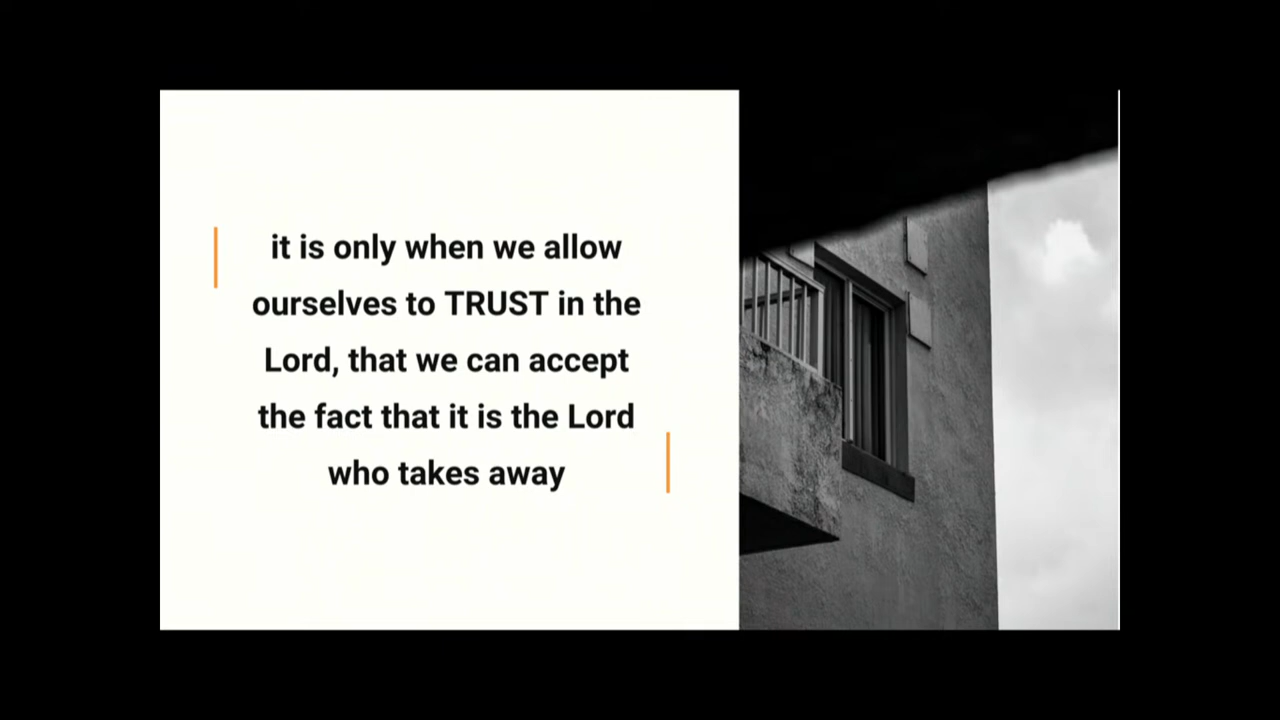 it is only when we allow
ourselves to TRUST in the
Lord, that we can accept
the fact that it is the Lord
who takes away